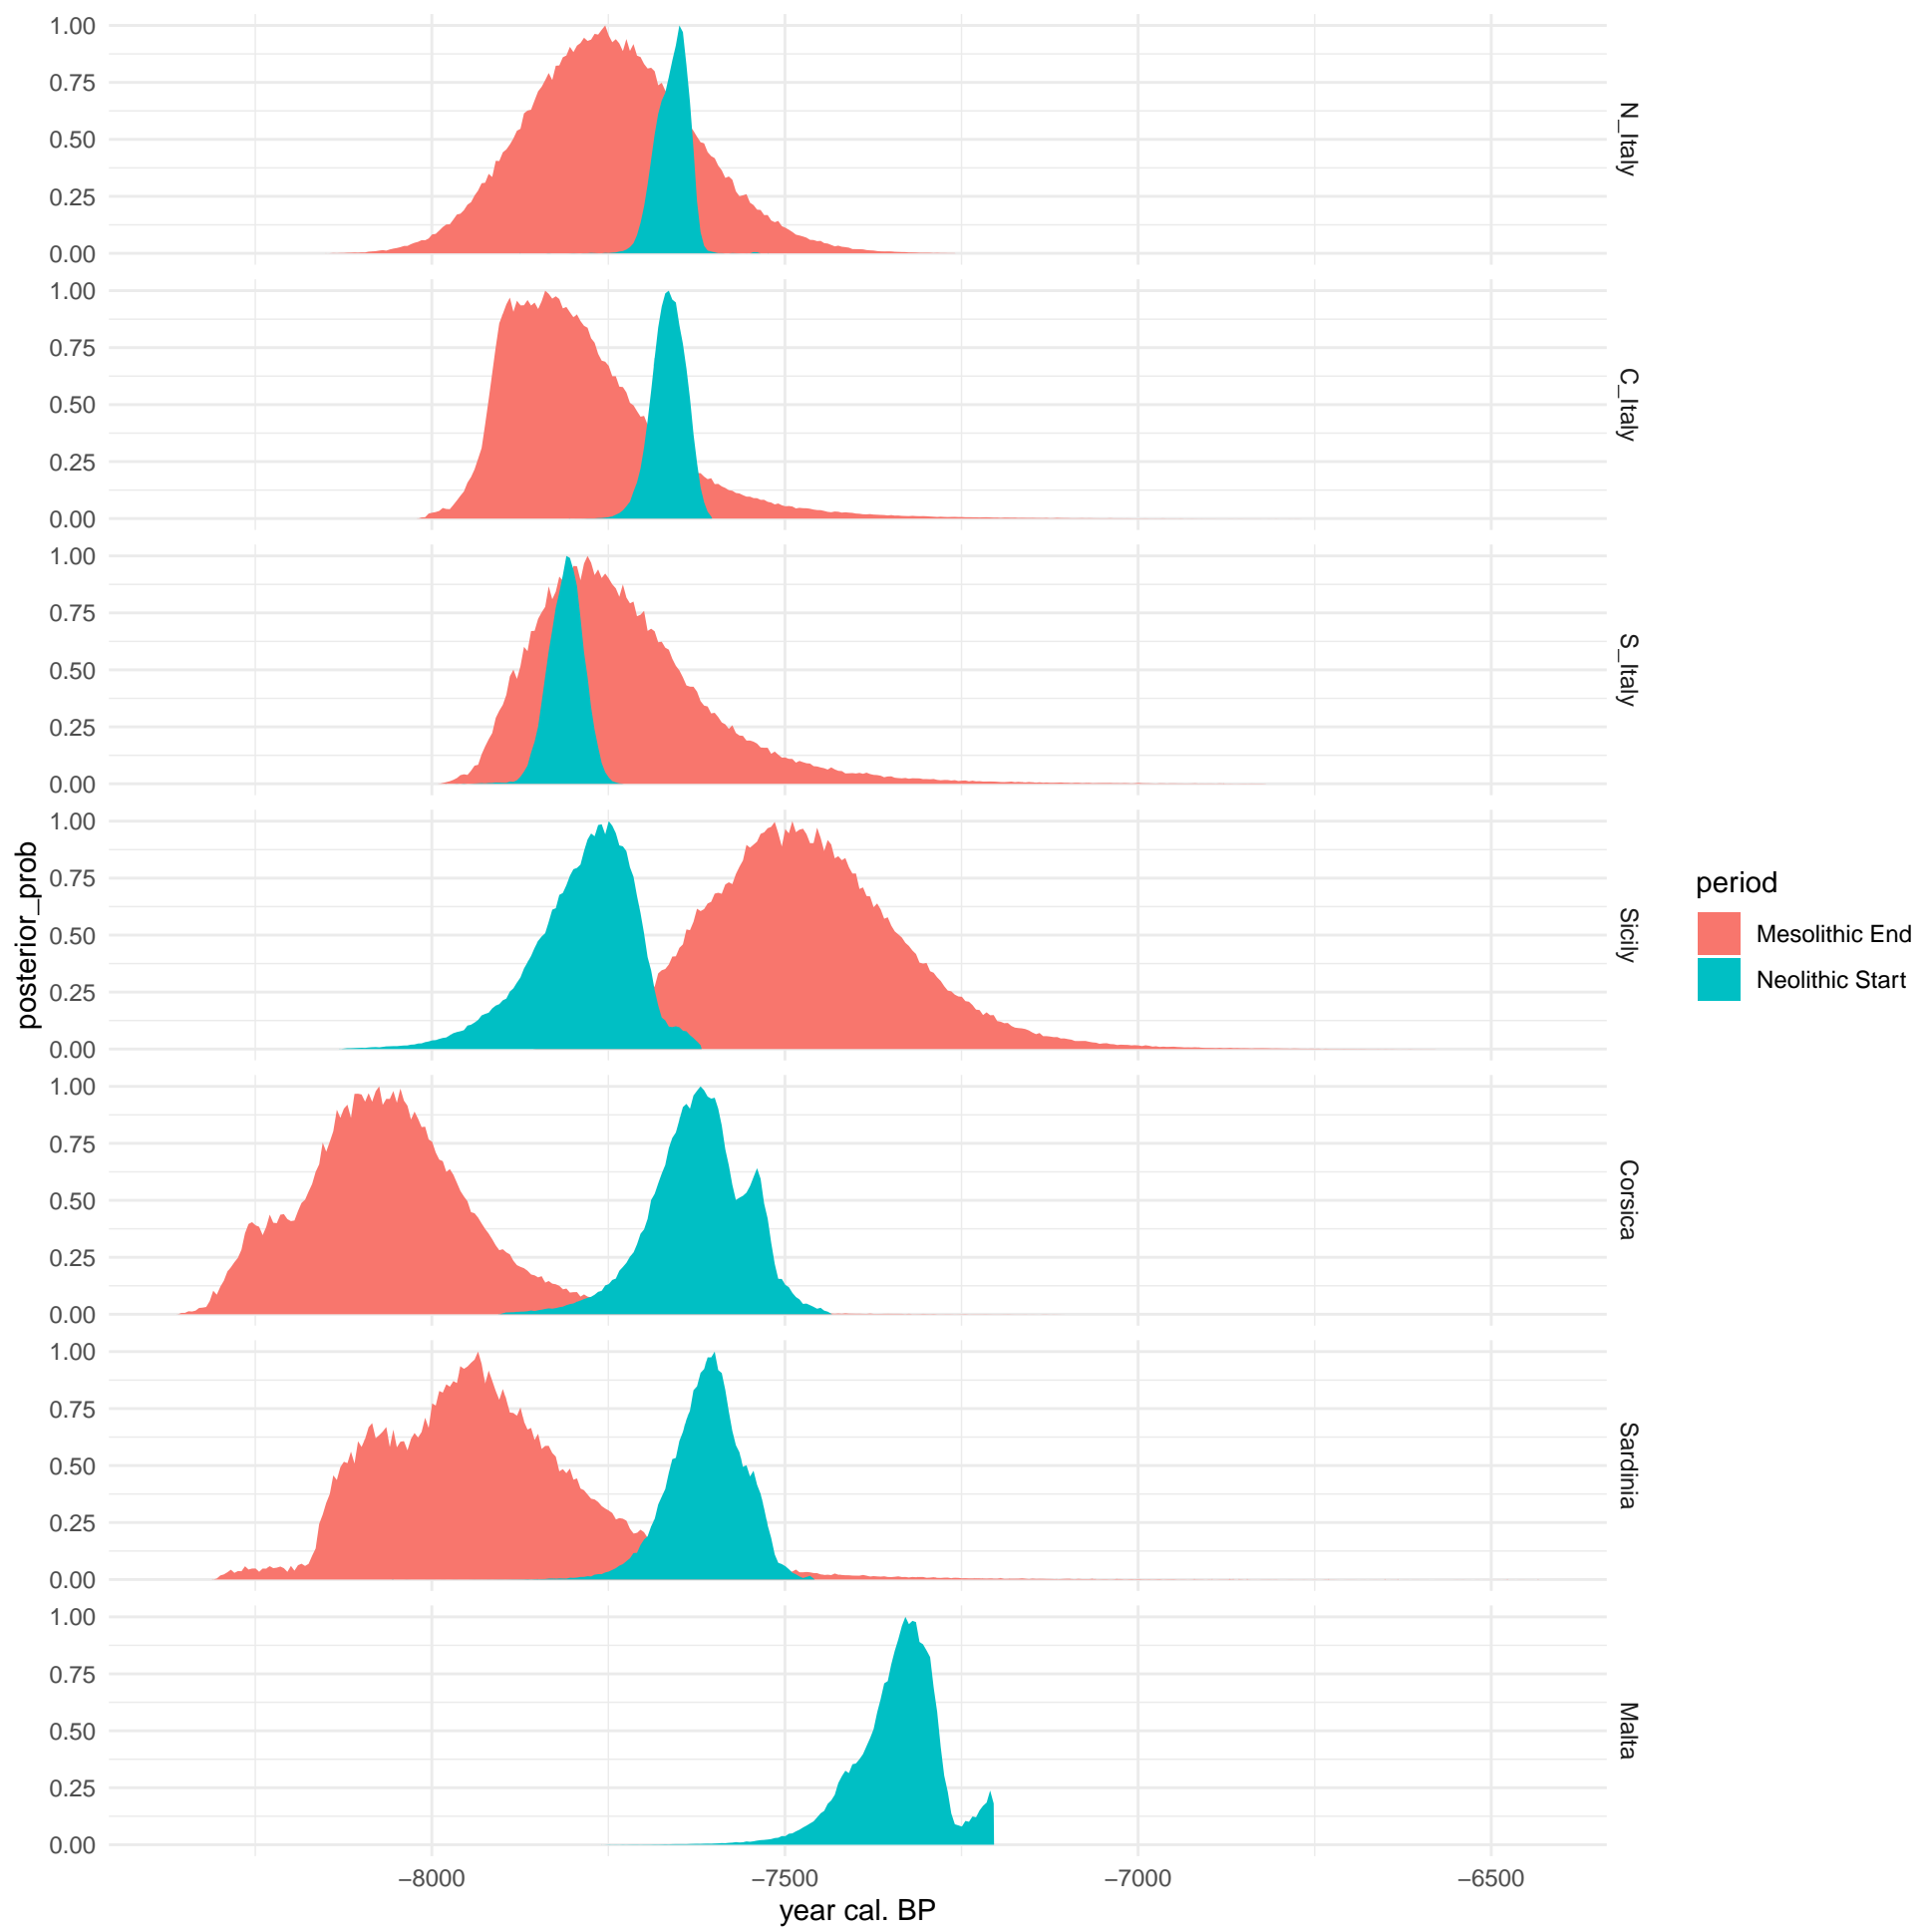 1.00
0.75
0.50
0.25
0.00
N_Italy
1.00
0.75
0.50
0.25
0.00
C_Italy
1.00
0.75
0.50
0.25
0.00
S_Italy
1.00
0.75
0.50
0.25
0.00
Sicily
1.00
0.75
0.50
0.25
0.00
Corsica
1.00
0.75
0.50
0.25
0.00
Sardinia
1.00
0.75
0.50
0.25
0.00
Malta
−8000 −7500 −7000 −6500
year cal. BP
posterior_prob
period
Mesolithic End
Neolithic Start